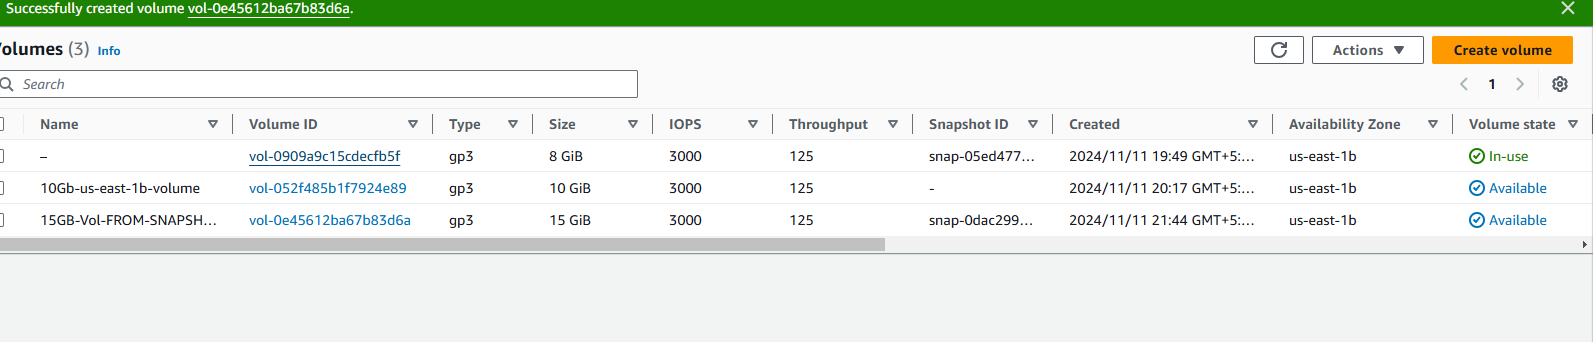 Successfully created volume vol-0e45612ba67b83d6a.
Volumes (3) Info
Actions Create volume
Search
1
Name Volume ID Type Size IOPS Throughput Snapshot ID Created Availability Zone Volume state
– vol-0909a9c15cdecfb5f gp3 8 GiB 3000 125 snap-05ed477... 2024/11/11 19:49 GMT+5:... us-east-1b In-use
10Gb-us-east-1b-volume vol-052f485b1f7924e89 gp3 10 GiB 3000 125 - 2024/11/11 20:17 GMT+5:... us-east-1b Available
15GB-Vol-FROM-SNAPSH... vol-0e45612ba67b83d6a gp3 15 GiB 3000 125 snap-0dac299... 2024/11/11 21:44 GMT+5:... us-east-1b Available